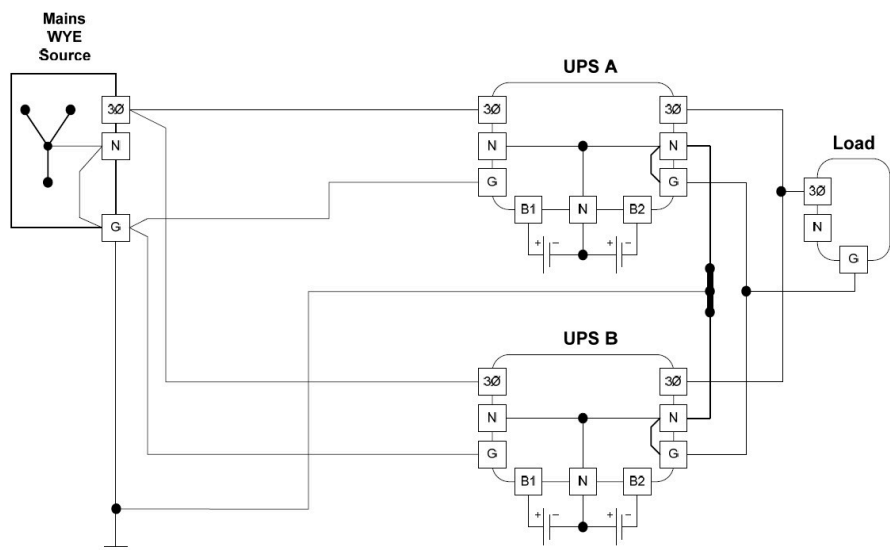 Mains
WYE
Source
3Ø
N
G
UPS A
3Ø
N
G
B1
N
B2
+ −
+ −
3Ø
N
G
Load
3Ø
N
G
UPS B
3Ø
N
G
B1
N
B2
+ −
+ −
3Ø
N
G